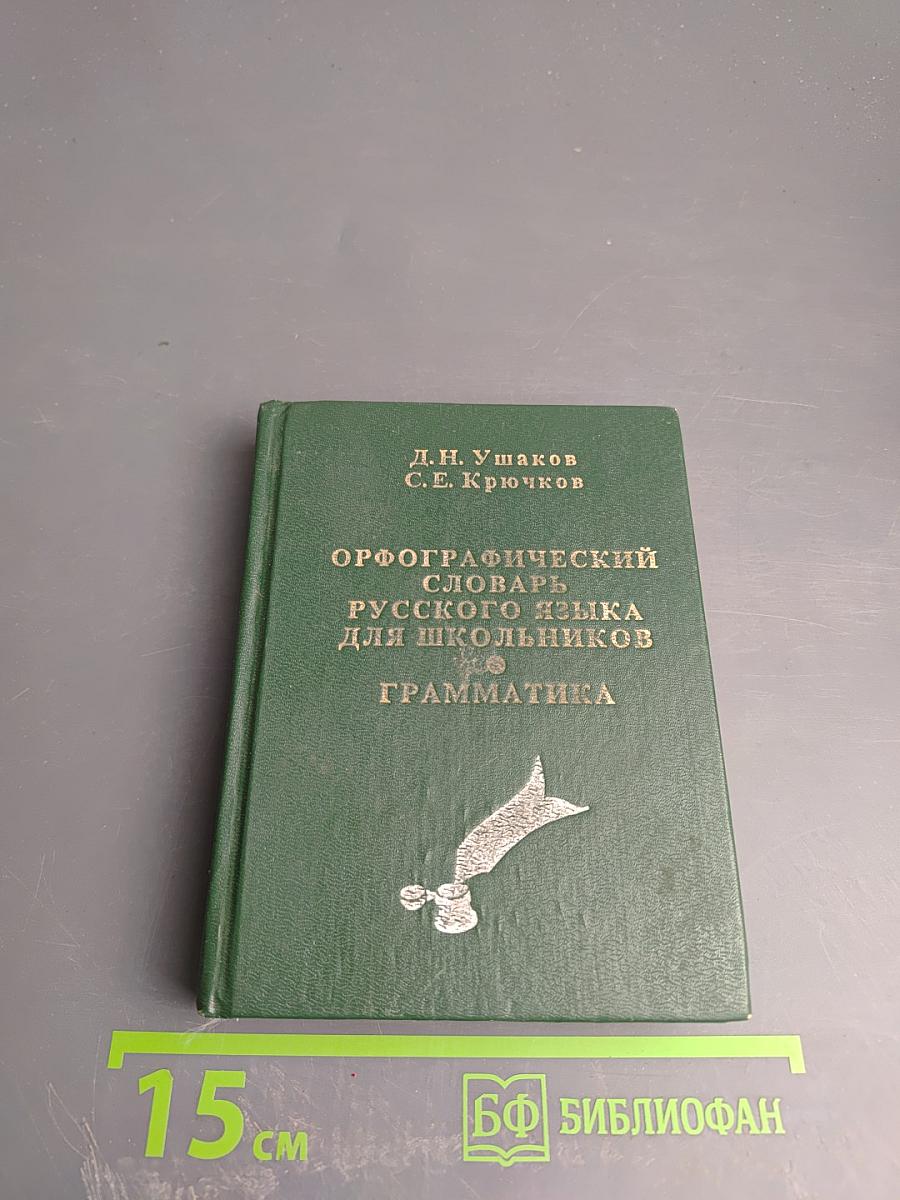 Д.Н. Ушаков
С.Е. Крючков
ОРФОГРАФИЧЕСКИЙ
СЛОВАРЬ
РУССКОГО ЯЗЫКА
ДЛЯ ШКОЛЬНИКОВ
ГРАММАТИКА
15 см
БФ БИБЛИОФАН